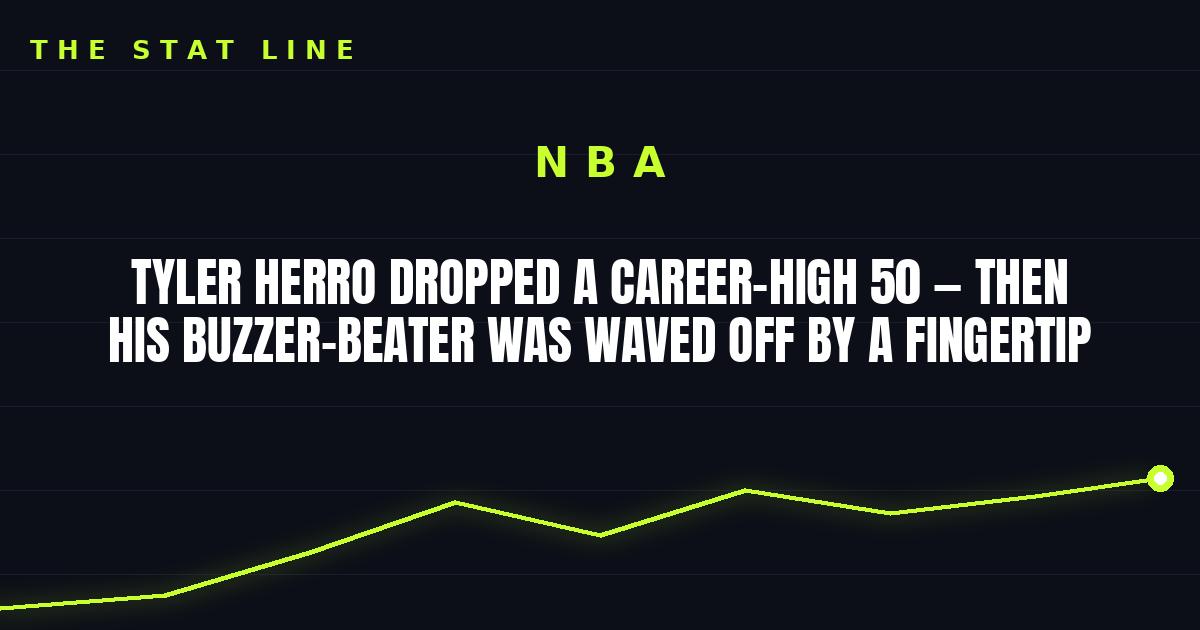 THE STAT LINE
NBA
TYLER HERRO DROPPED A CAREER-HIGH 50 – THEN
HIS BUZZER-BEATER WAS WAVED OFF BY A FINGERTIP